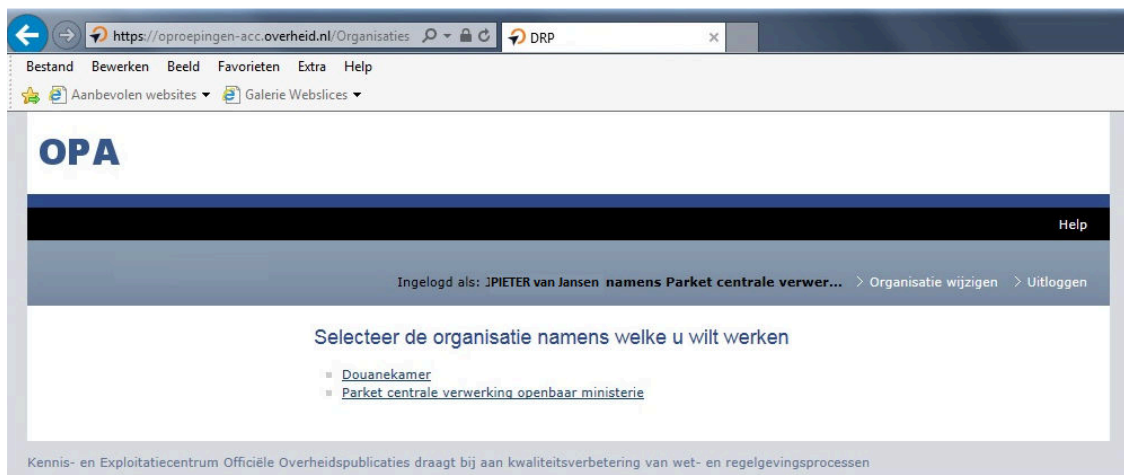 https://oproepingen-acc.overheid.nl/Organisaties DRP
Bestand Bewerken Beeld Favorieten Extra Help
Aanbevolen websites Galerie Webslices
OPA
Help
Ingelogd als: JPIETER van Jansen namens Parket centrale verwer... > Organisatie wijzigen > Uitloggen
Selecteer de organisatie namens welke u wilt werken
Douanekamer
Parket centrale verwerking openbaar ministerie
Kennis- en Exploitatiecentrum Officiële Overheidspublicaties draagt bij aan kwaliteitsverbetering van wet- en regelgevingsprocessen